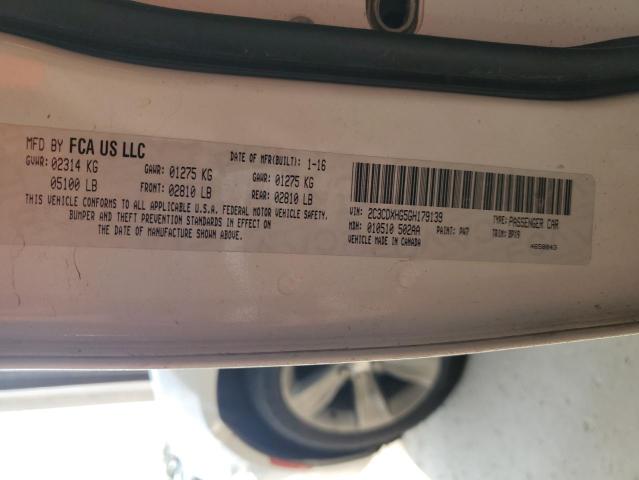 MFD BY FCA US LLC DATE OF MFR(BUILT): 1-16
GVWR: 02314 KG GAWR: 01275 KG GAWR: 01275 KG
05100 LB FRONT: 02810 LB REAR: 02810 LB
THIS VEHICLE CONFORMS TO ALL APPLICABLE U.S.A. FEDERAL MOTOR VEHICLE SAFETY,
BUMPER AND THEFT PREVENTION STANDARDS IN EFFECT ON
THE DATE OF MANUFACTURE SHOWN ABOVE.
VIN: 2C3CDXHG5GH179139 TYPE: PASSENGER CAR
MDH: 010510 502AA PAINT: PW7 TRIM: BPX9
VEHICLE MADE IN CANADA 4658043